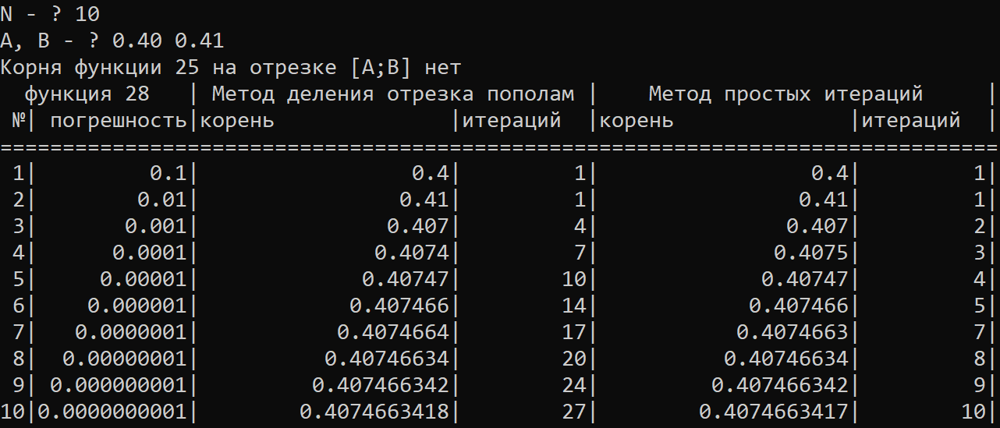 N - ? 10
A, B - ? 0.40 0.41
Корня функции 25 на отрезке [A;B] нет
  функция 28   | Метод деления отрезка пополам |    Метод простых итераций     |
 №| погрешность|корень              |итераций  |корень              |итераций  |
================================================================================
 1|         0.1|                 0.4|         1|                 0.4|         1|
 2|        0.01|                0.41|         1|                0.41|         1|
 3|       0.001|               0.407|         4|               0.407|         2|
 4|      0.0001|              0.4074|         7|              0.4075|         3|
 5|     0.00001|             0.40747|        10|             0.40747|         4|
 6|    0.000001|            0.407466|        14|            0.407466|         5|
 7|   0.0000001|           0.4074664|        17|           0.4074663|         7|
 8|  0.00000001|          0.40746634|        20|          0.40746634|         8|
 9| 0.000000001|         0.407466342|        24|         0.407466342|         9|
10|0.0000000001|        0.4074663418|        27|        0.4074663417|        10|